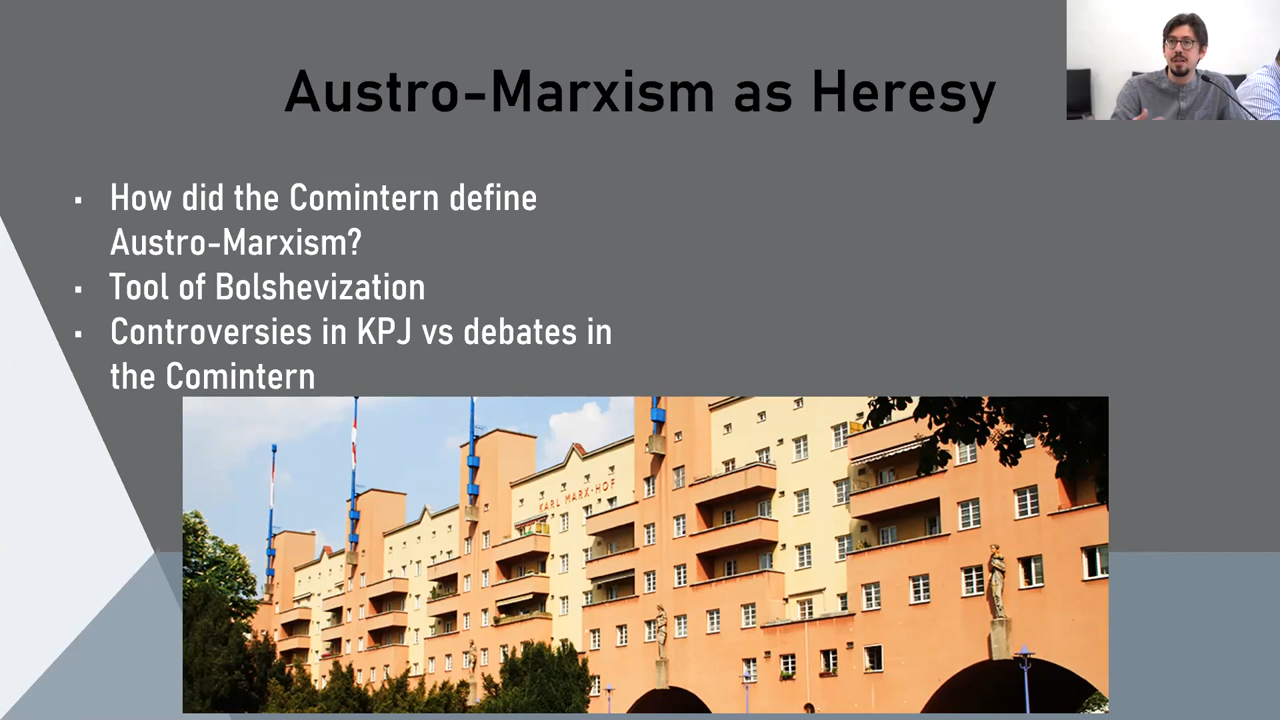 Austro-Marxism as Heresy
▪ How did the Comintern define
Austro-Marxism?
▪ Tool of Bolshevization
▪ Controversies in KPJ vs debates in
the Comintern
KARL MARX-HOF